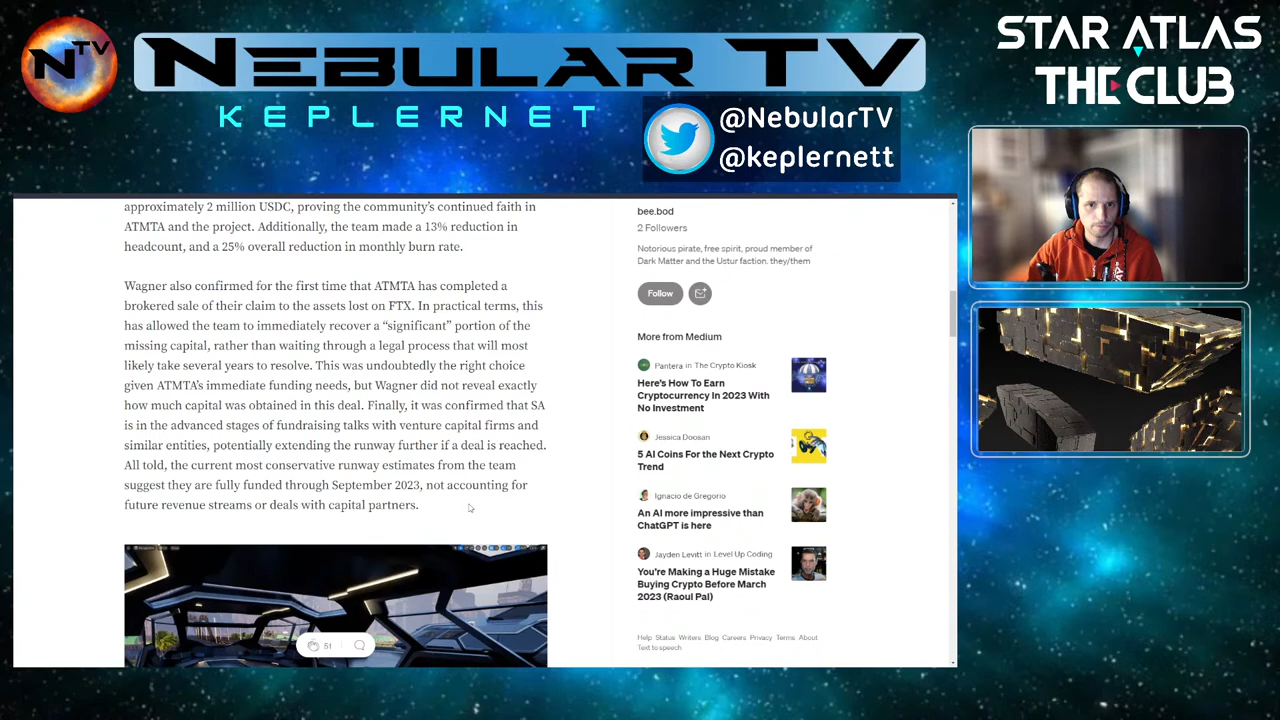 NTV
NEBULAR TV
KEPLERNET
@NebularTV
@keplernett
STAR ATLAS
THE CLUB
approximately 2 million USDC, proving the community's continued faith in
ATMTA and the project. Additionally, the team made a 13% reduction in
headcount, and a 25% overall reduction in monthly burn rate.
Wagner also confirmed for the first time that ATMTA has completed a
brokered sale of their claim to the assets lost on FTX. In practical terms, this
has allowed the team to immediately recover a “significant” portion of the
missing capital, rather than waiting through a legal process that will most
likely take several years to resolve. This was undoubtedly the right choice
given ATMTA's immediate funding needs, but Wagner did not reveal exactly
how much capital was obtained in this deal. Finally, it was confirmed that SA
is in the advanced stages of fundraising talks with venture capital firms and
similar entities, potentially extending the runway further if a deal is reached.
All told, the current most conservative runway estimates from the team
suggest they are fully funded through September 2023, not accounting for
future revenue streams or deals with capital partners.
51
bee.bod
2 Followers
Notorious pirate, free spirit, proud member of
Dark Matter and the Ustur faction. they/them
Follow
More from Medium
Pantera in The Crypto Kiosk
Here's How To Earn
Cryptocurrency In 2023 With
No Investment
Jessica Doosan
5 AI Coins For the Next Crypto
Trend
Ignacio de Gregorio
An AI more impressive than
ChatGPT is here
Jayden Levitt in Level Up Coding
You're Making a Huge Mistake
Buying Crypto Before March
2023 (Raoul Pal)
Help Status Writers Blog Careers Privacy Terms About
Text to speech